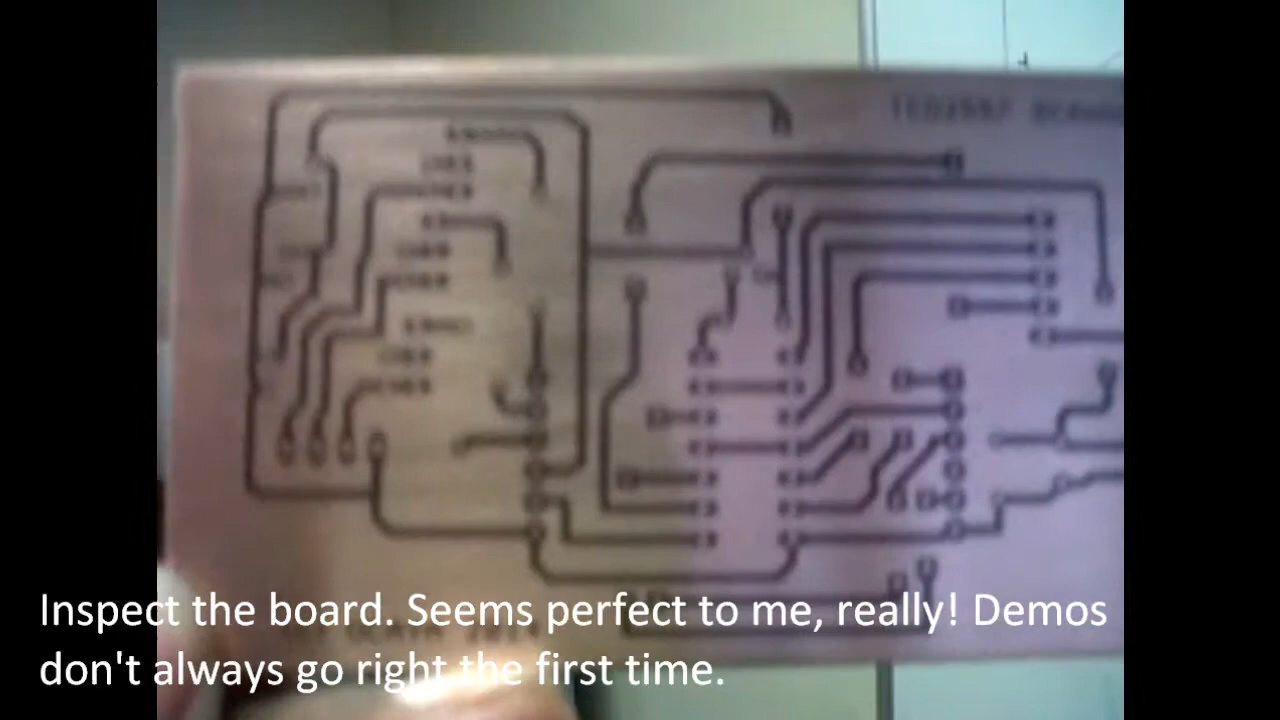 Inspect the board. Seems perfect to me, really! Demos
don't always go right the first time.